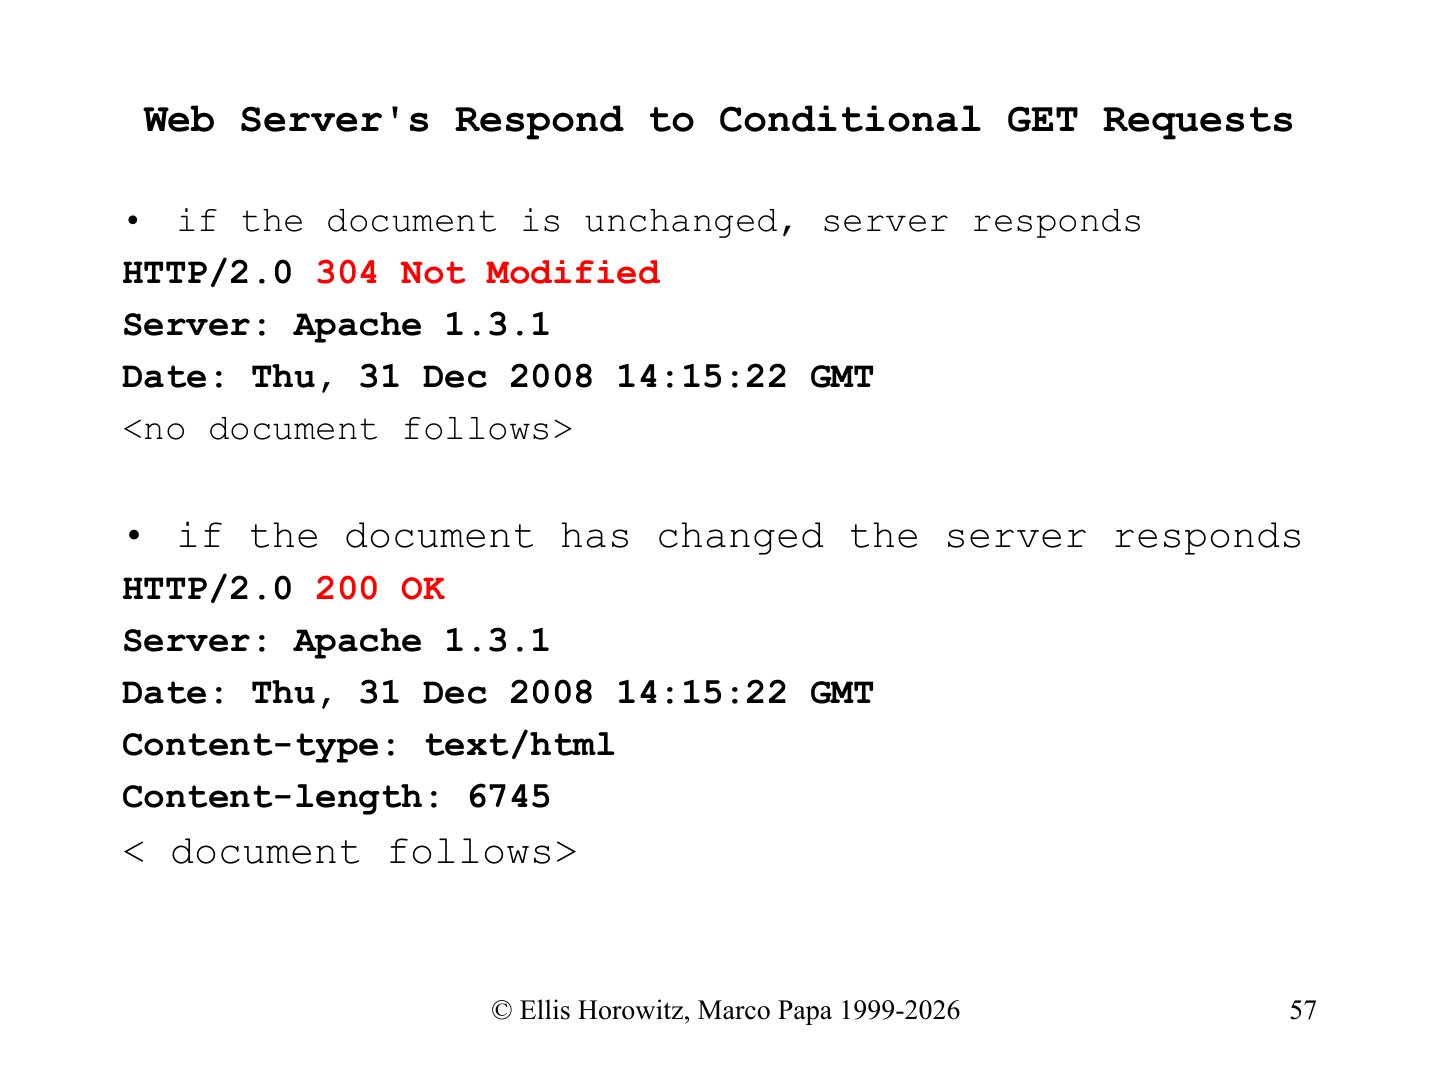 Web Server's Respond to Conditional GET Requests
• if the document is unchanged, server responds
HTTP/2.0 304 Not Modified
Server: Apache 1.3.1
Date: Thu, 31 Dec 2008 14:15:22 GMT
<no document follows>
• if the document has changed the server responds
HTTP/2.0 200 OK
Server: Apache 1.3.1
Date: Thu, 31 Dec 2008 14:15:22 GMT
Content-type: text/html
Content-length: 6745
< document follows>
© Ellis Horowitz, Marco Papa 1999-2026
57